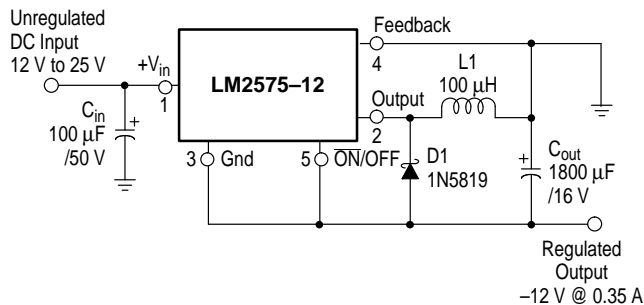 Unregulated
DC Input
12 V to 25 V
+Vin
1
Cin
100 µF
/50 V
+
LM2575–12
Feedback
4
Output
2
L1
100 µH
3 Gnd
5 ON/OFF
D1
1N5819
+
Cout
1800 µF
/16 V
Regulated
Output
–12 V @ 0.35 A